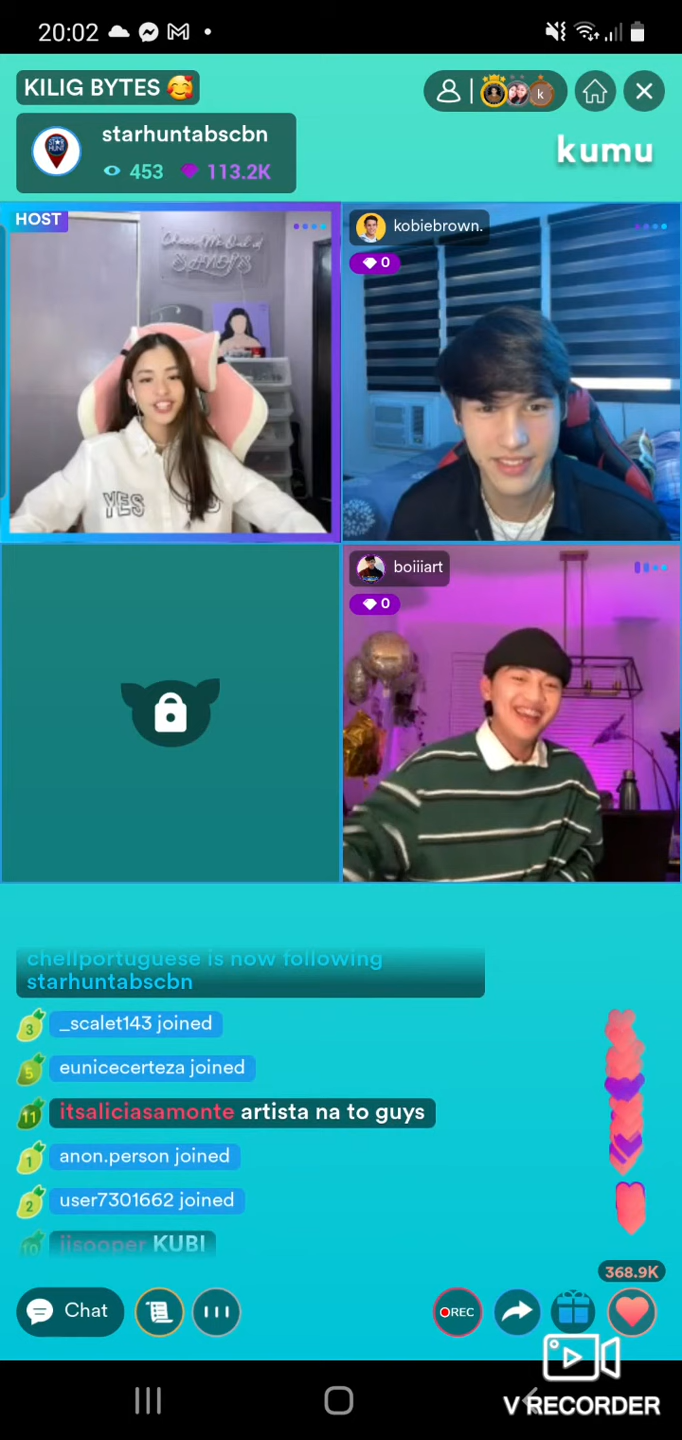 20:02
KILIG BYTES 🥰
k
starhuntabscbn
453 113.2K
kumu
HOST
kobiebrown.
0
YES
boiiiart
0
chellportuguese is now following
starhuntabscbn
3 _scalet143 joined
5 eunicecerteza joined
11 itsaliciasamonte artista na to guys
1 anon.person joined
2 user7301662 joined
10 jisooper KUBI
368.9K
Chat
REC
V RECORDER